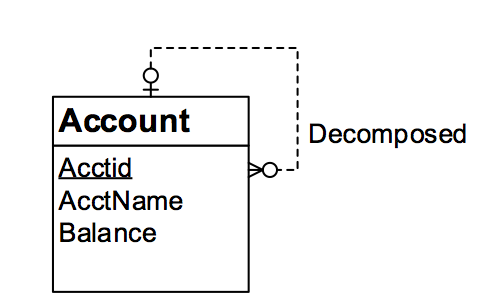 Account
Decomposed
Acctid
AcctName
Balance